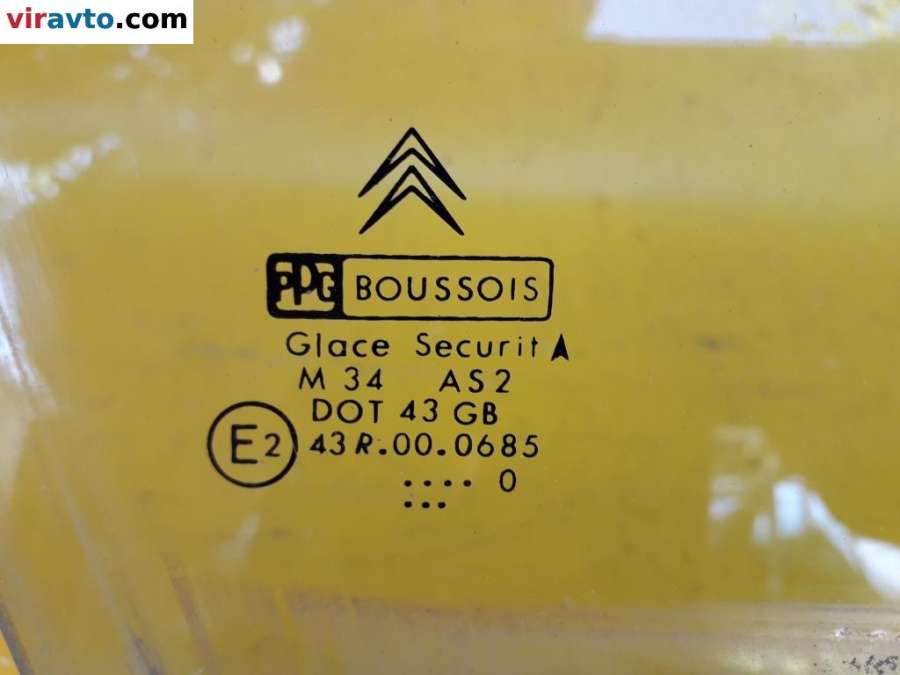 viravto.com
PPG BOUSSOIS
Glace Securit
M 34 AS2
DOT 43 GB
E2 43R.00.0685
.... 0
...